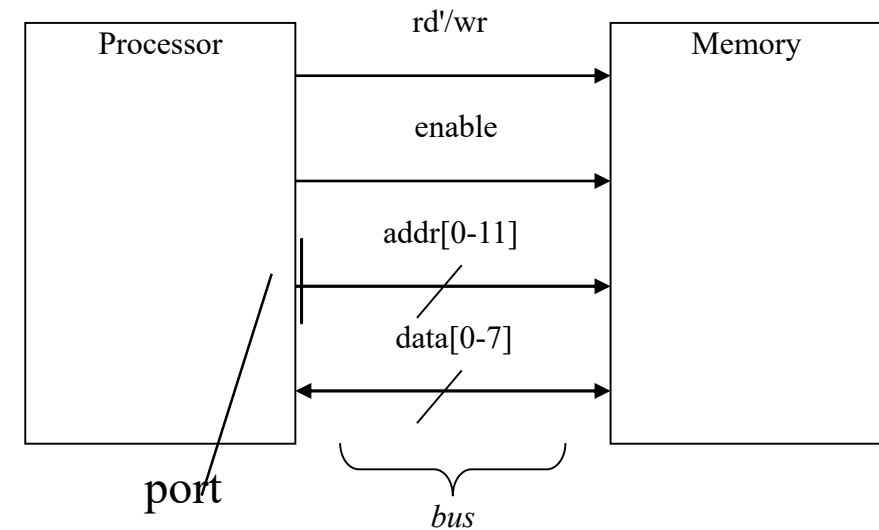 rd'/wr
Processor
Memory
enable
addr[0-11]
data[0-7]
port
bus